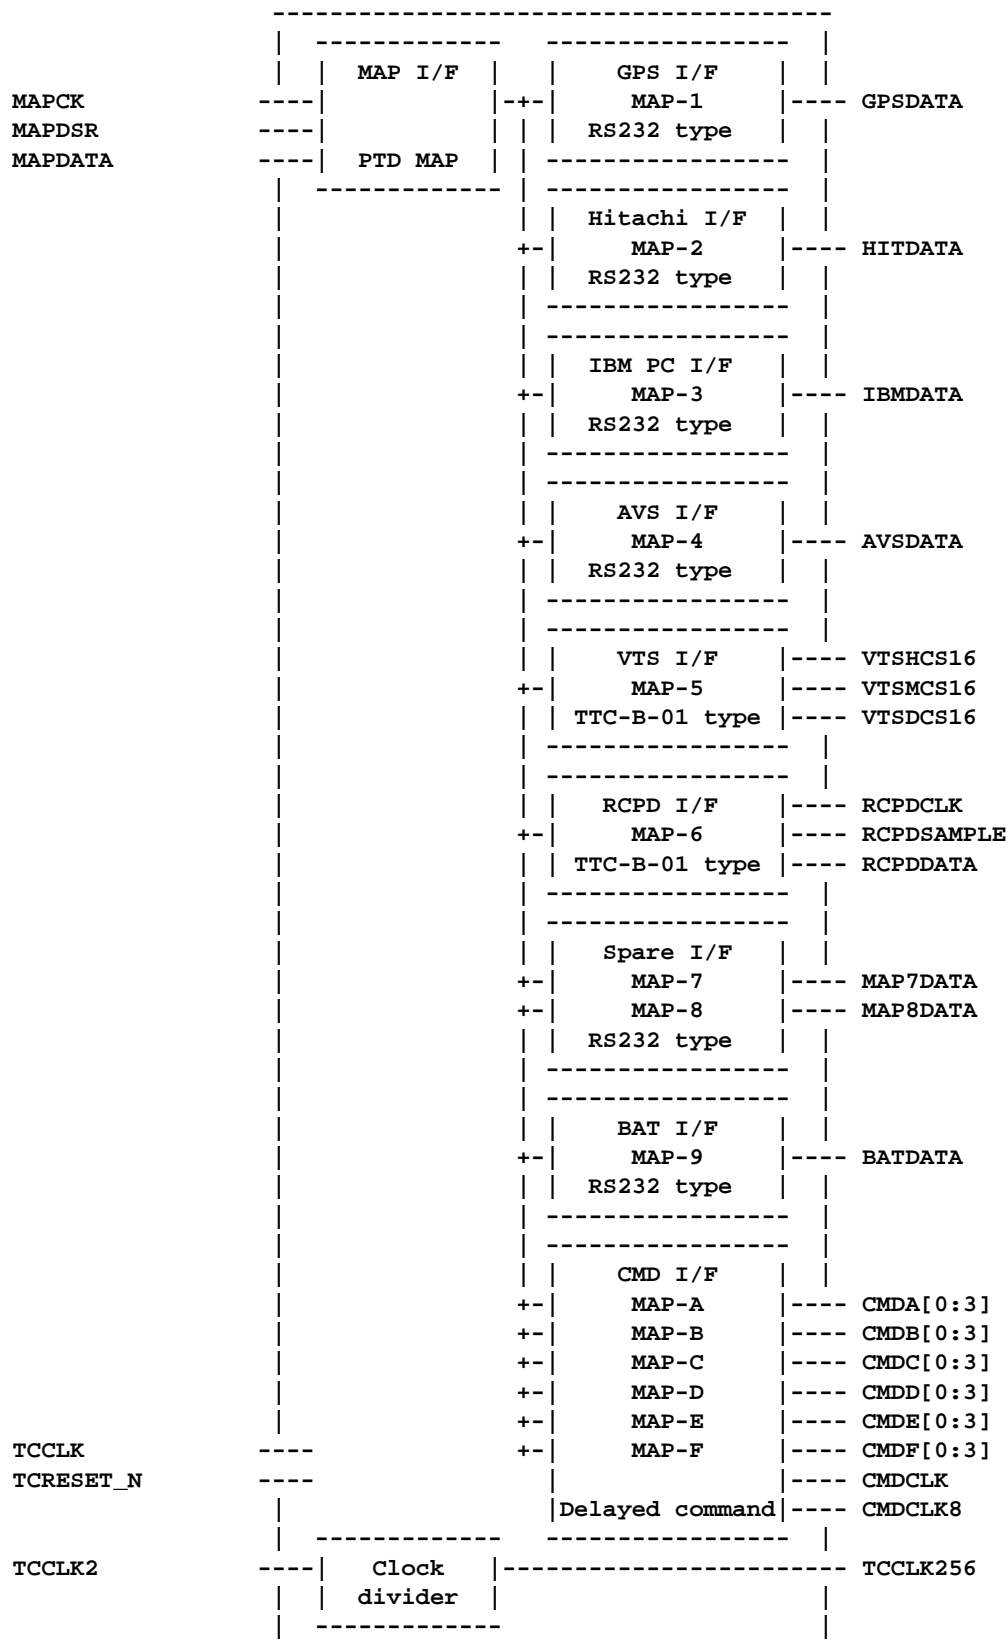 MAP I/F GPS I/F
MAPCK MAP-1 GPSDATA
MAPDSR RS232 type
MAPDATA PTD MAP
Hitachi I/F
MAP-2 HITDATA
RS232 type
IBM PC I/F
MAP-3 IBMDATA
RS232 type
AVS I/F
MAP-4 AVSDATA
RS232 type
VTS I/F VTSHCS16
MAP-5 VTSMCS16
TTC-B-01 type VTSDCS16
RCPD I/F RCPDCLK
MAP-6 RCPDSAMPLE
TTC-B-01 type RCPDDATA
Spare I/F
MAP-7 MAP7DATA
MAP-8 MAP8DATA
RS232 type
BAT I/F
MAP-9 BATDATA
RS232 type
CMD I/F
MAP-A CMDA[0:3]
MAP-B CMDB[0:3]
MAP-C CMDC[0:3]
MAP-D CMDD[0:3]
MAP-E CMDE[0:3]
TCCLK MAP-F CMDF[0:3]
TCRESET_N CMDCLK
Delayed command CMDCLK8
TCCLK2 Clock TCCLK256
divider